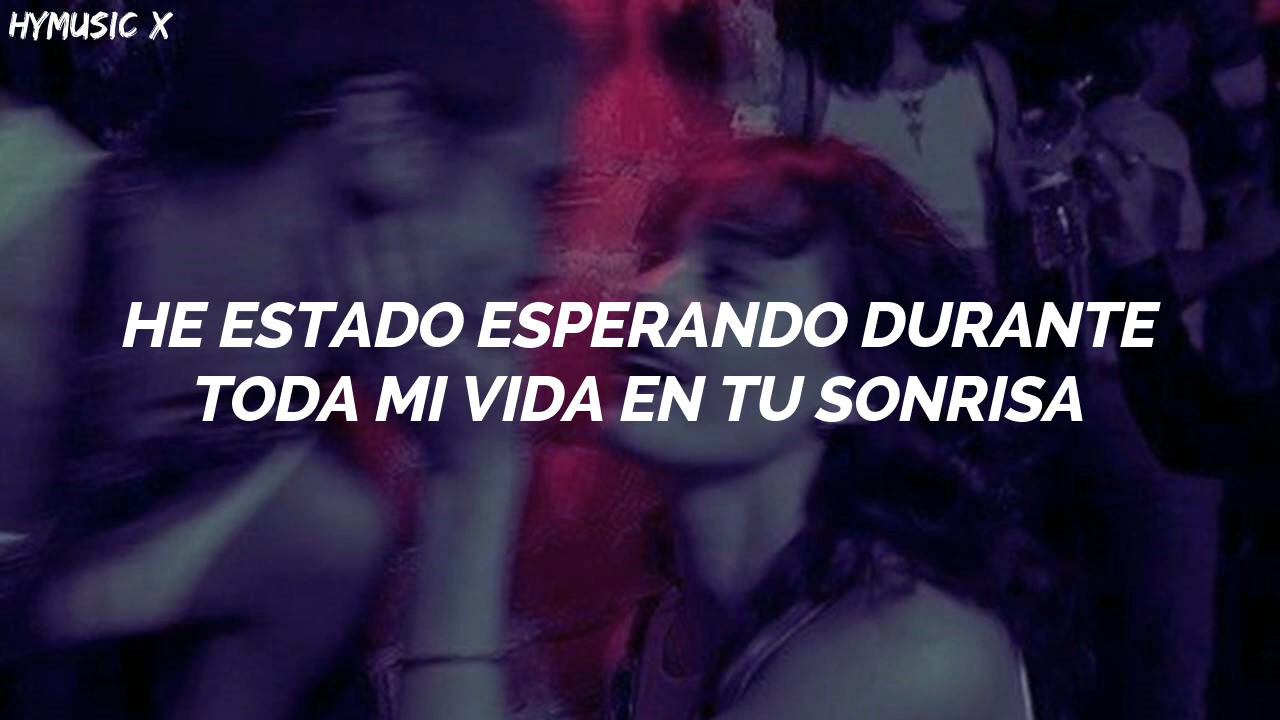 HYMUSIC X
HE ESTADO ESPERANDO DURANTE
TODA MI VIDA EN TU SONRISA